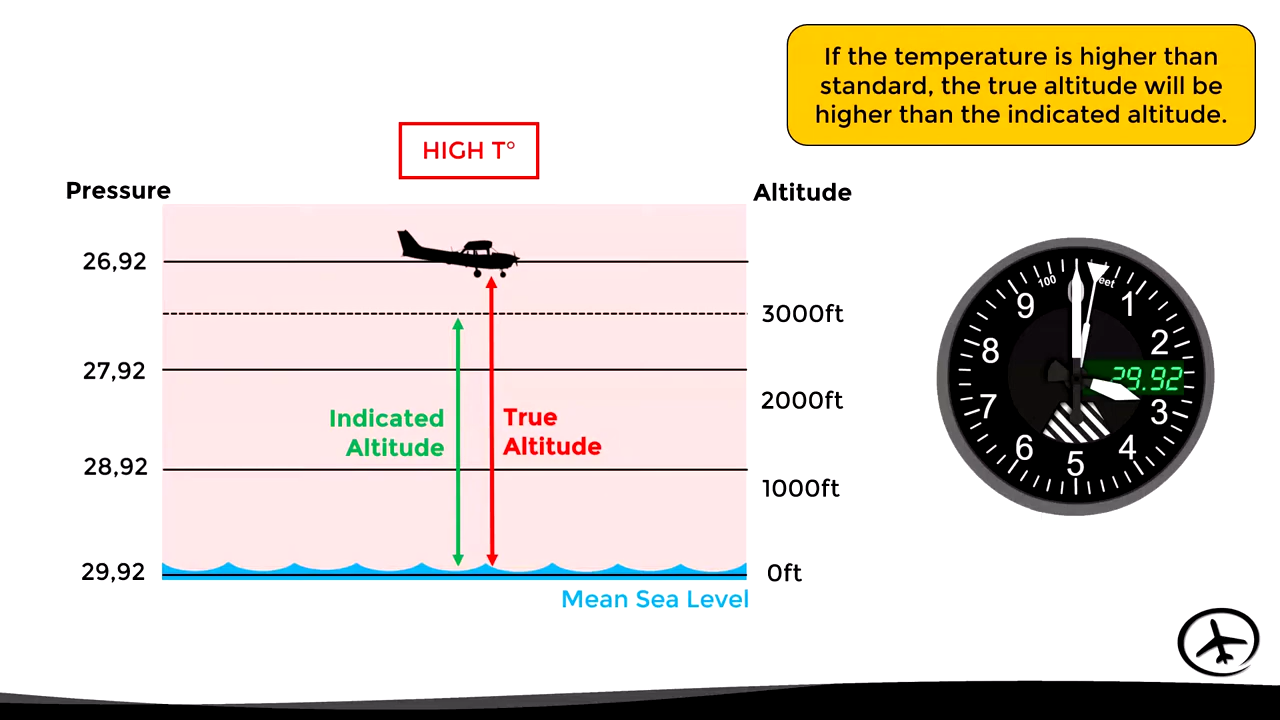 If the temperature is higher than
standard, the true altitude will be
higher than the indicated altitude.
HIGH T°
Pressure
Altitude
26,92
27,92
28,92
29,92
3000ft
2000ft
1000ft
0ft
Indicated
Altitude
True
Altitude
Mean Sea Level
100
eet
9
1
8
2
29.92
7
3
6
4
5